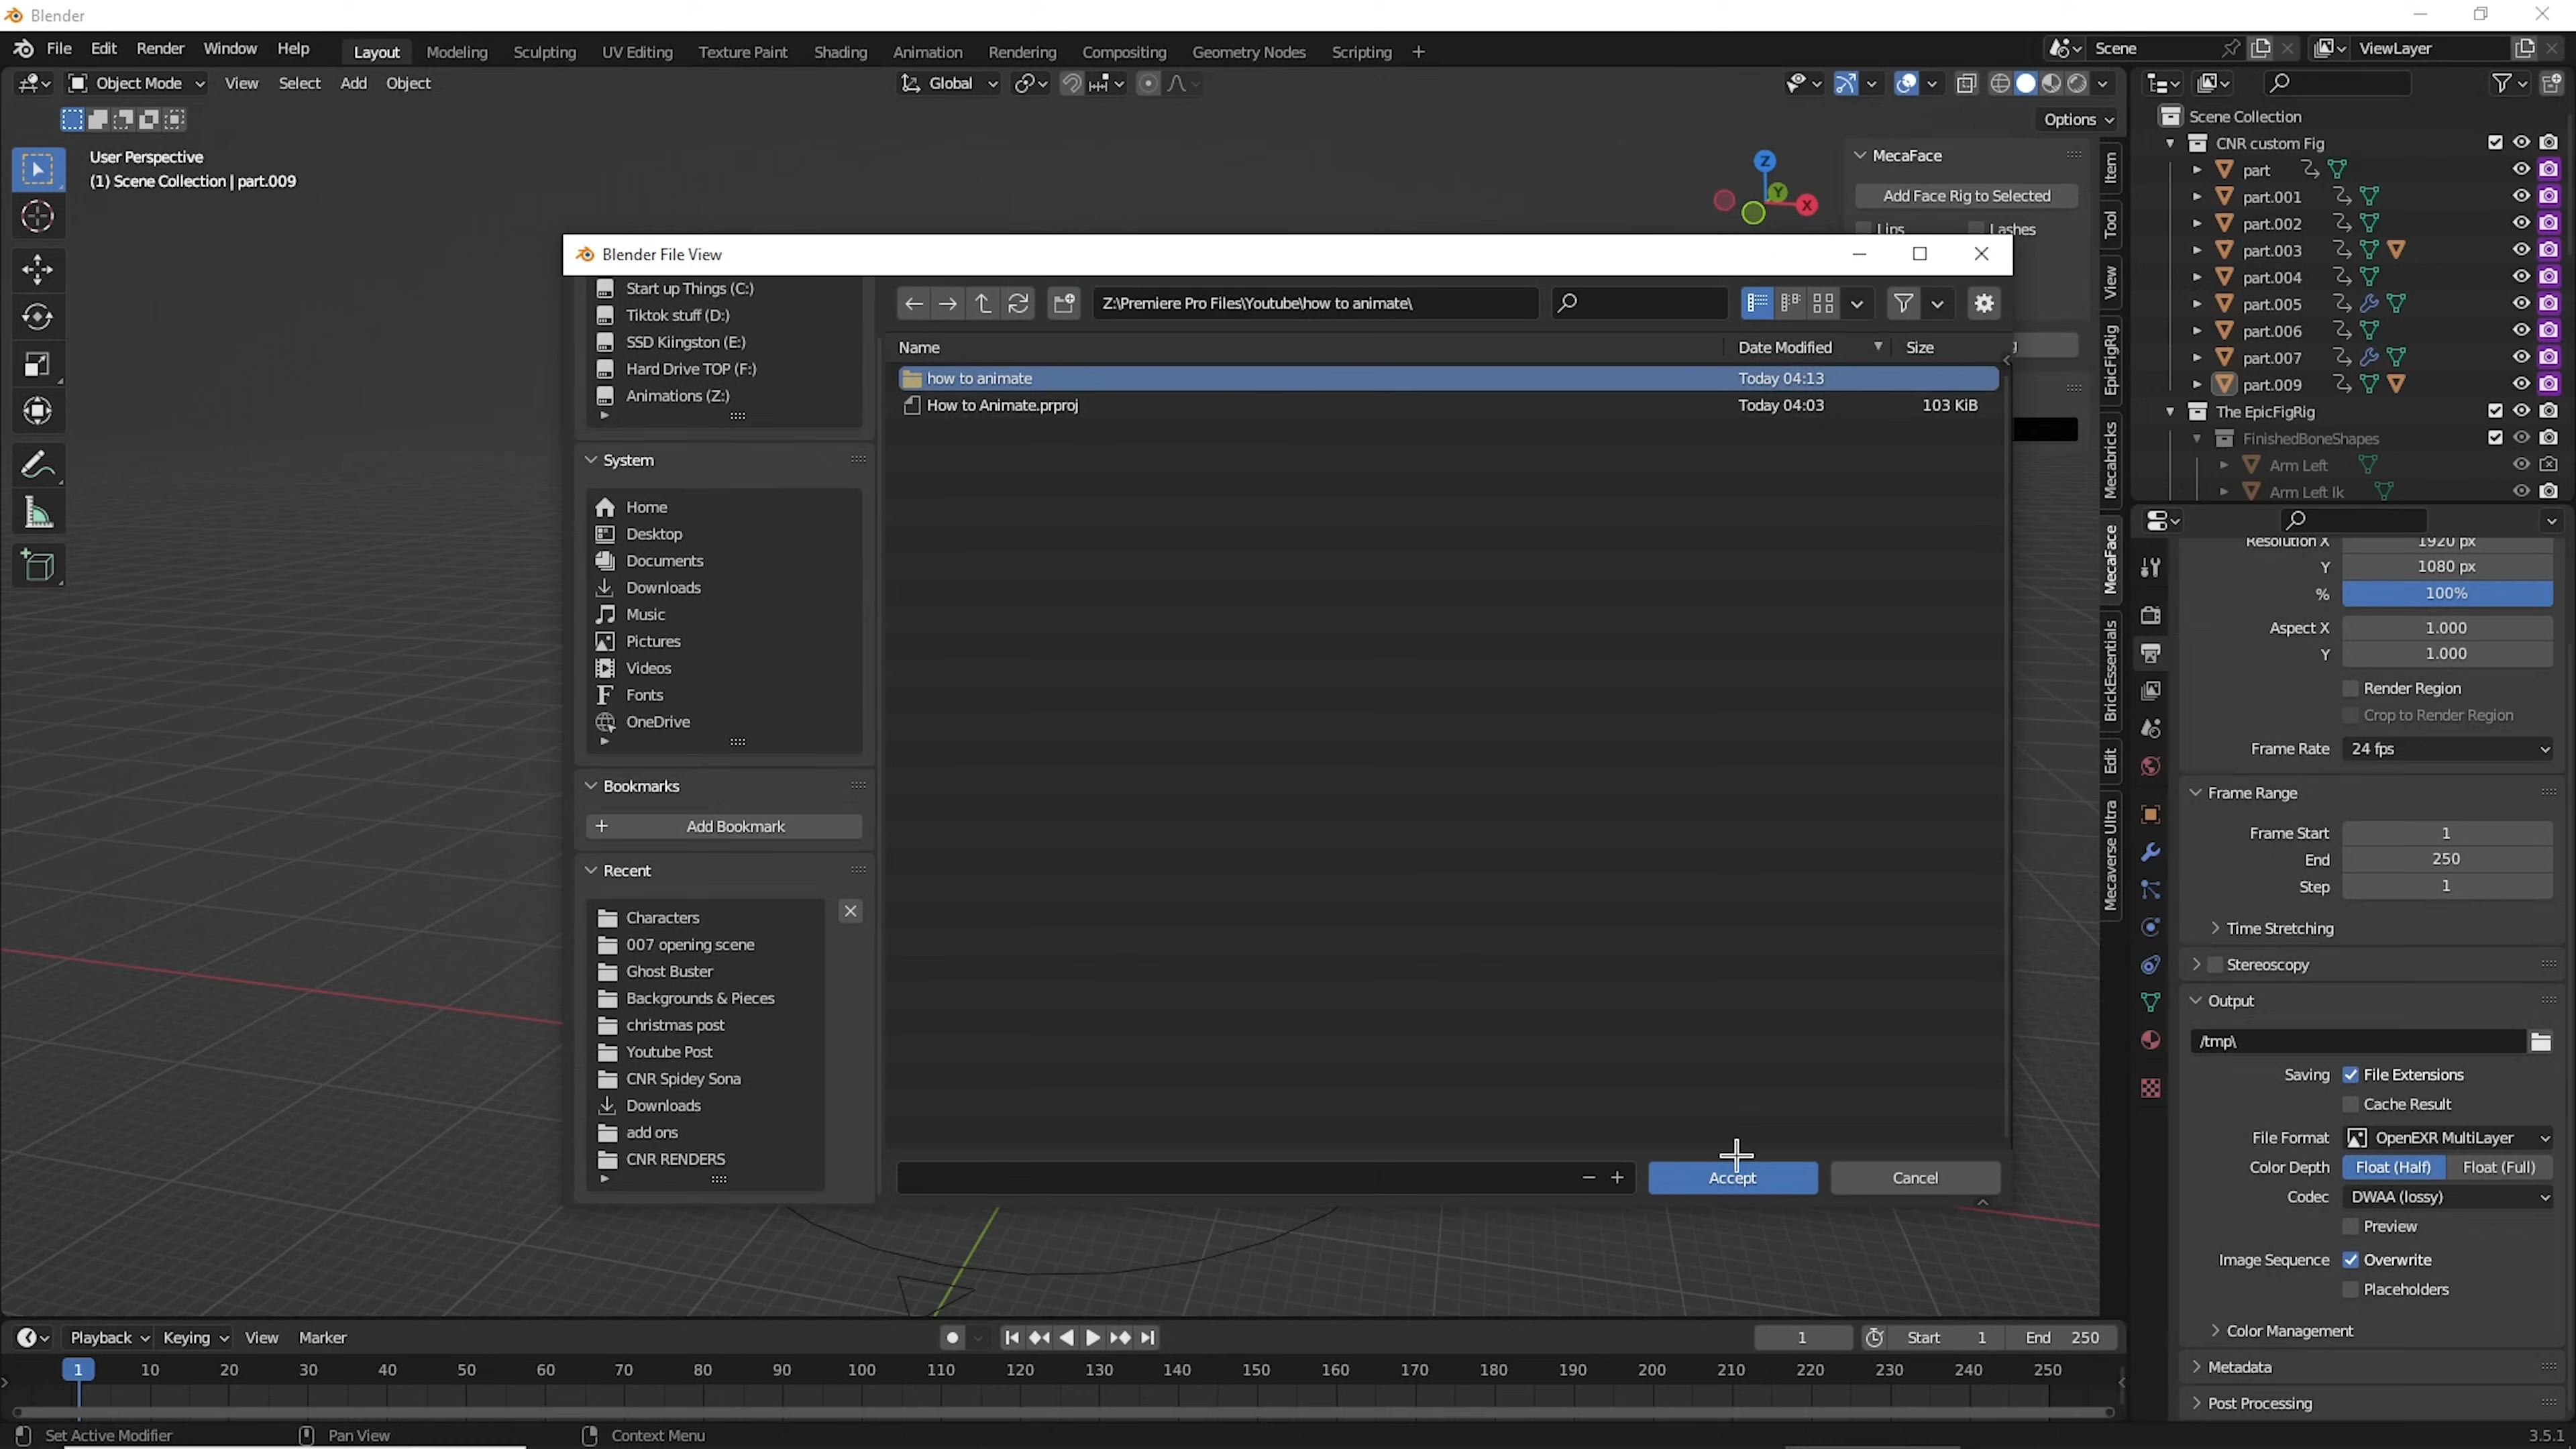 Blender
File Edit Render Window Help Layout Modeling Sculpting UV Editing Texture Paint Shading Animation Rendering Compositing Geometry Nodes Scripting + Scene ViewLayer
Object Mode View Select Add Object Global
Options
User Perspective
(1) Scene Collection | part.009
Z
Y
X
MecaFace
Add Face Rig to Selected
Lips Lashes
Item
Tool
View
EpicFigRig
Mecabricks
MecaFace
BrickEssentials
Edit
Mecaverse Ultra
Blender File View
Start up Things (C:)
Tiktok stuff (D:)
SSD KIingston (E:)
Hard Drive TOP (F:)
Animations (Z:)
System
Home
Desktop
Documents
Downloads
Music
Pictures
Videos
Fonts
OneDrive
Bookmarks
Add Bookmark
Recent
Characters
007 opening scene
Ghost Buster
Backgrounds & Pieces
christmas post
Youtube Post
CNR Spidey Sona
Downloads
add ons
CNR RENDERS
Z:\Premiere Pro Files\Youtube\how to animate\
Name Date Modified Size
how to animate Today 04:13
How to Animate.prproj Today 04:03 103 KiB
Accept Cancel
Scene Collection
CNR custom Fig
part
part.001
part.002
part.003
part.004
part.005
part.006
part.007
part.009
The EpicFigRig
FinishedBoneShapes
Arm Left
Arm Left Ik
Resolution X 1920 px
Y 1080 px
% 100%
Aspect X 1.000
Y 1.000
Render Region
Crop to Render Region
Frame Rate 24 fps
Frame Range
Frame Start 1
End 250
Step 1
Time Stretching
Stereoscopy
Output
/tmp\
Saving File Extensions
Cache Result
File Format OpenEXR MultiLayer
Color Depth Float (Half) Float (Full)
Codec DWAA (lossy)
Preview
Image Sequence Overwrite
Placeholders
Color Management
Metadata
Post Processing
Playback Keying View Marker 1 Start 1 End 250
1 10 20 30 40 50 60 70 80 90 100 110 120 130 140 150 160 170 180 190 200 210 220 230 240 250
Set Active Modifier Pan View Context Menu 3.5.1